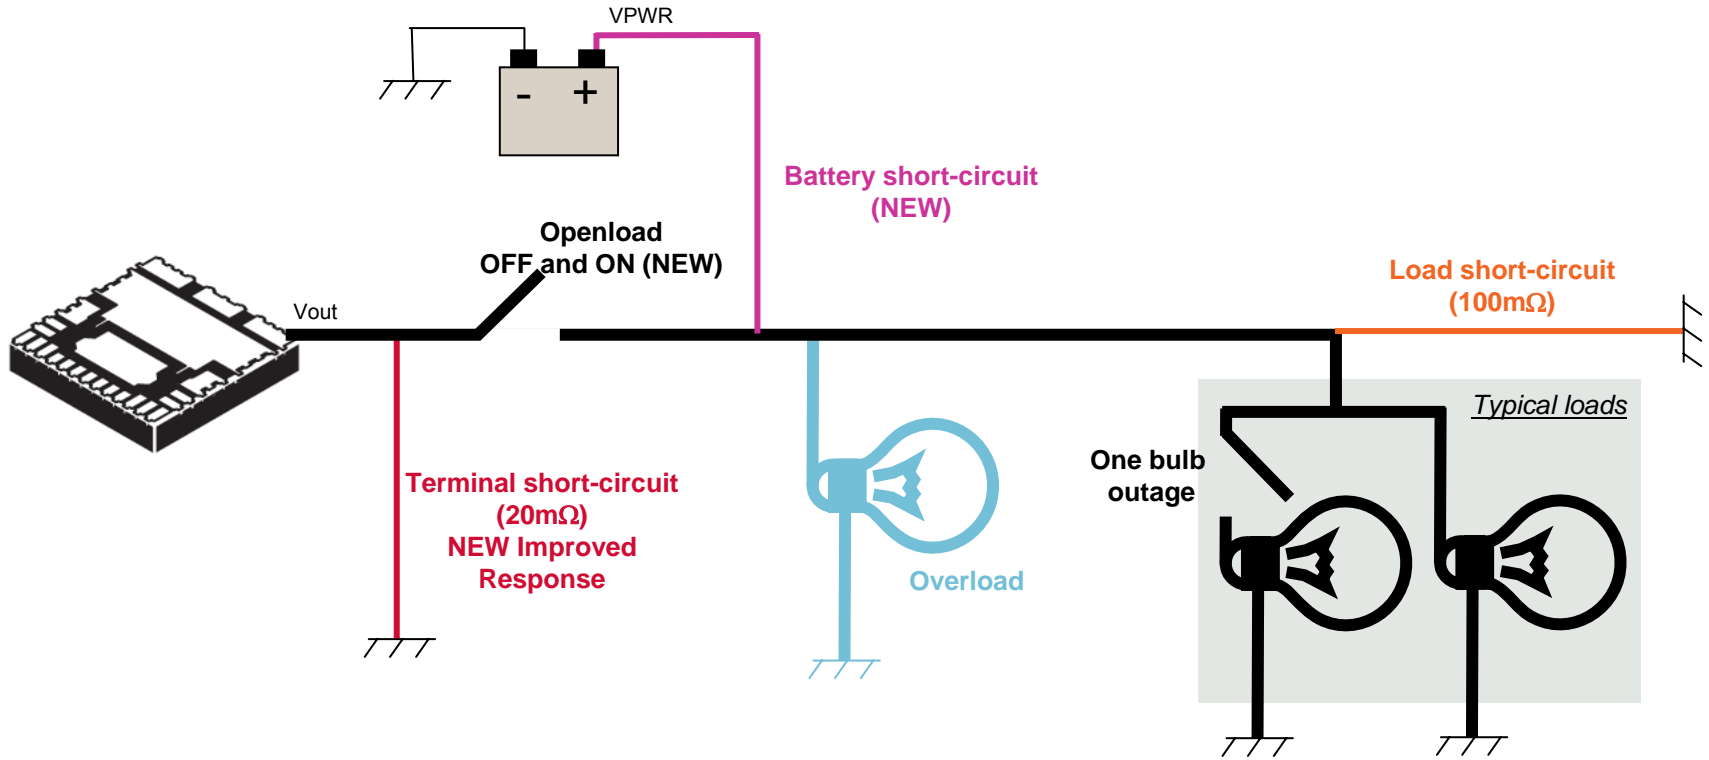 VPWR
- +
Battery short-circuit
(NEW)
Openload
OFF and ON (NEW)
Load short-circuit
(100mΩ)
Vout
Typical loads
One bulb
outage
Terminal short-circuit
(20mΩ)
NEW Improved
Response
Overload